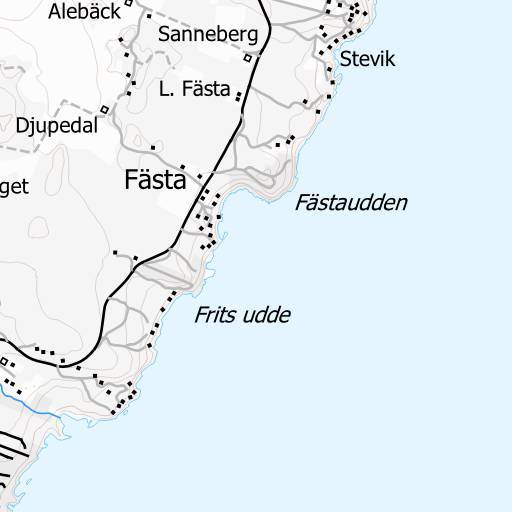 Alebäck
Sanneberg
Stevik
L. Fästa
Djupedal
Fästa
get
Fästaudden
Frits udde